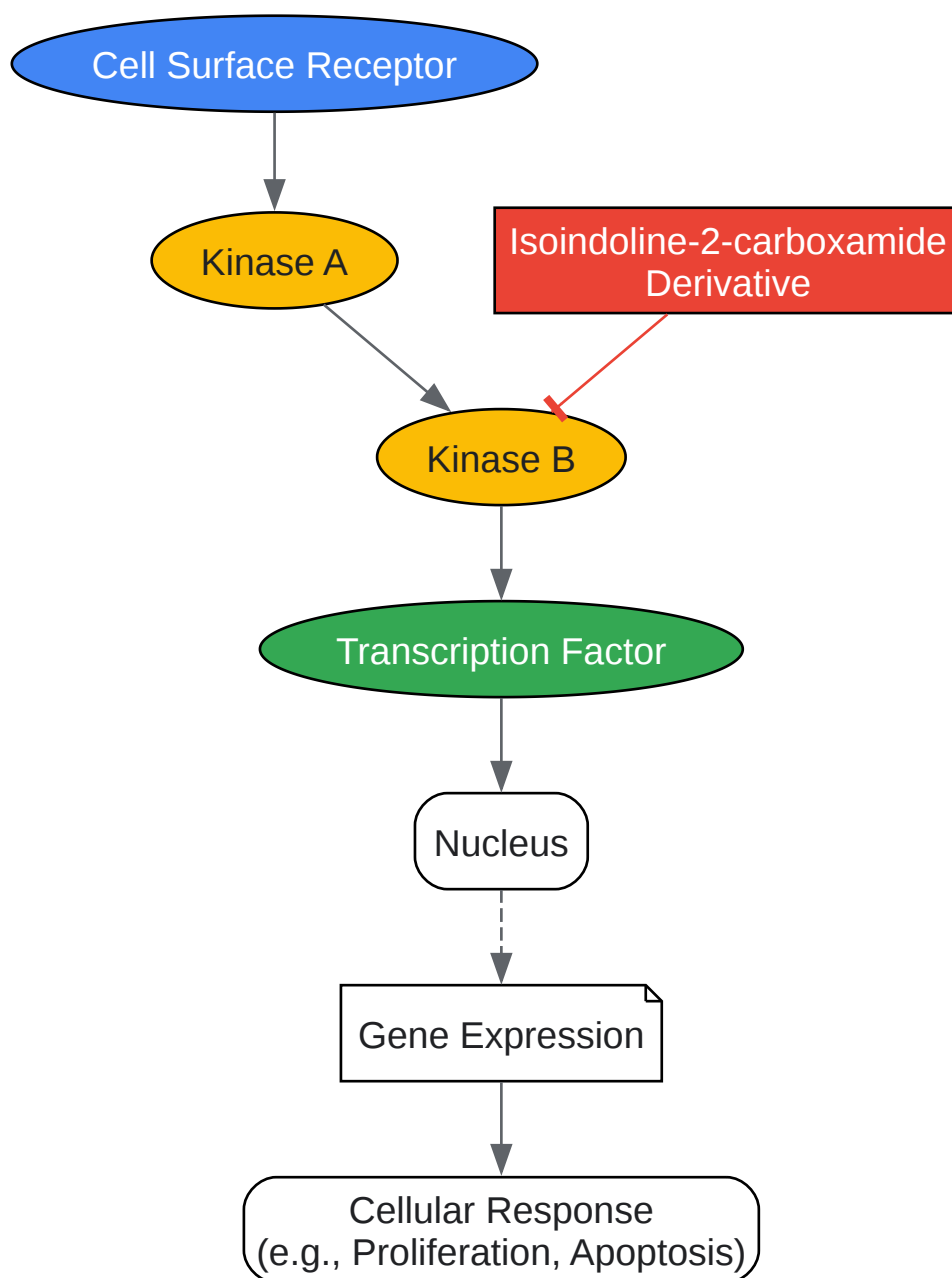 Cell Surface Receptor
Kinase A
Isoindoline-2-carboxamide
Derivative
Kinase B
Transcription Factor
Nucleus
Gene Expression
Cellular Response
(e.g., Proliferation, Apoptosis)